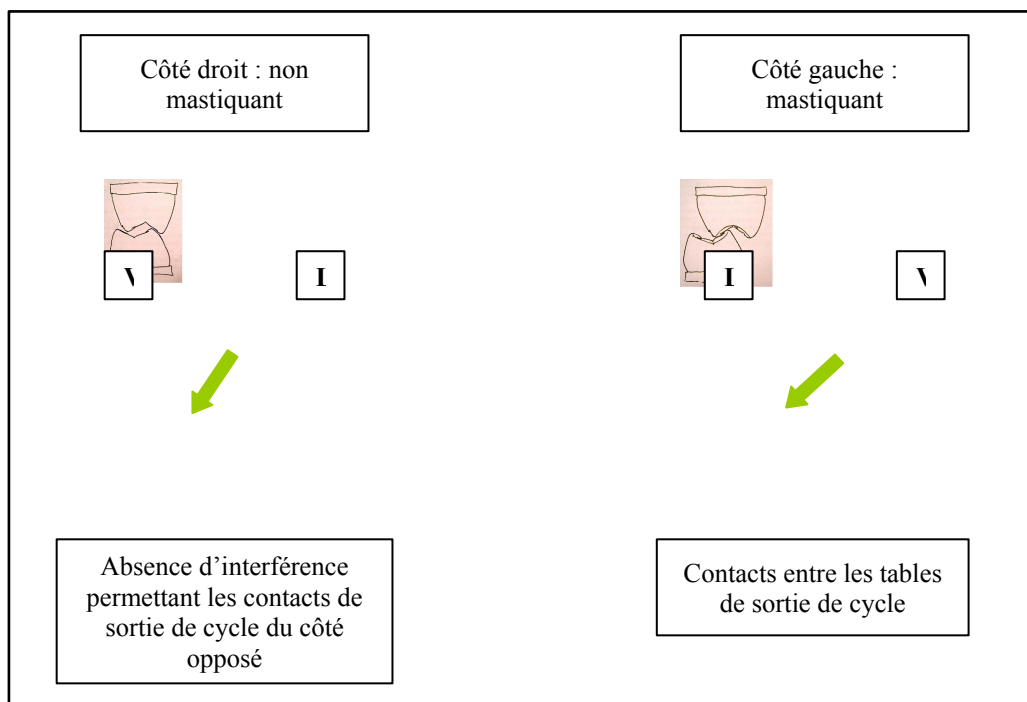 Côté droit : non
mastiquant
Côté gauche :
mastiquant
I
I
Absence d’interférence
permettant les contacts de
sortie de cycle du côté
opposé
Contacts entre les tables
de sortie de cycle